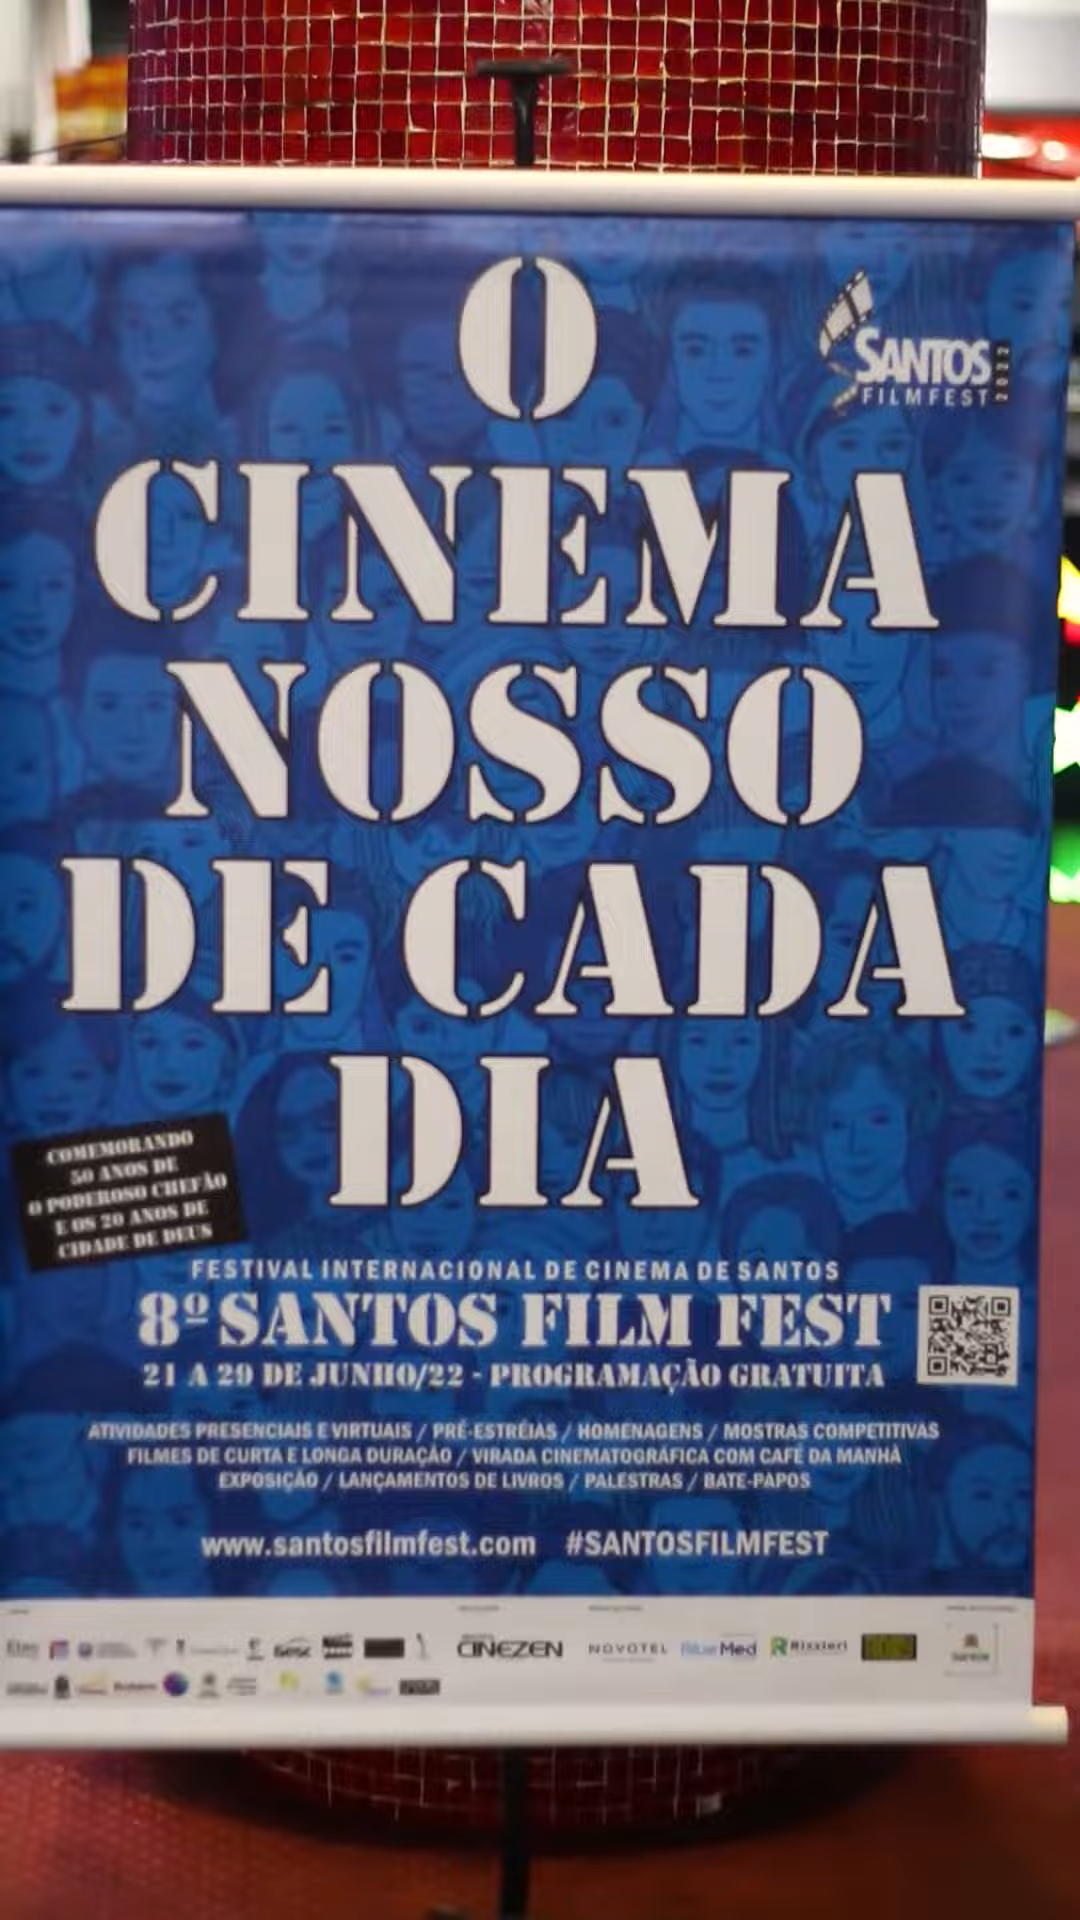 O
CINEMA
NOSSO
DE CADA
DIA
SANTOS
FILMFEST
2022
COMEMORANDO
50 ANOS DE
O PODEROSO CHEFÃO
E OS 20 ANOS DE
CIDADE DE DEUS
FESTIVAL INTERNACIONAL DE CINEMA DE SANTOS
8º SANTOS FILM FEST
21 A 29 DE JUNHO/22 - PROGRAMAÇÃO GRATUITA
ATIVIDADES PRESENCIAIS E VIRTUAIS / PRÉ-ESTRÉIAS / HOMENAGENS / MOSTRAS COMPETITIVAS
FILMES DE CURTA E LONGA DURAÇÃO / VIRADA CINEMATOGRÁFICA COM CAFÉ DA MANHÃ
EXPOSIÇÃO / LANÇAMENTOS DE LIVROS / PALESTRAS / BATE-PAPOS
www.santosfilmfest.com #SANTOSFILMFEST
CINEZEN NOVOTEL BlueMed